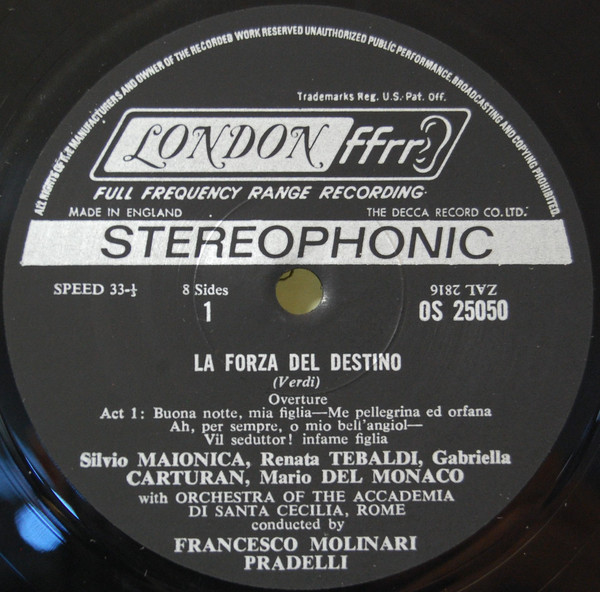 ALL RIGHTS OF THE MANUFACTURERS AND OWNER OF THE RECORDED WORK RESERVED UNAUTHORIZED PUBLIC PERFORMANCE, BROADCASTING AND COPYING PROHIBITED.
Trademarks Reg. U.S. Pat. Off.
LONDON ffrr
FULL FREQUENCY RANGE RECORDING
MADE IN ENGLAND THE DECCA RECORD CO. LTD.
STEREOPHONIC
SPEED 33-⅓ 8 Sides ZAL 2816
1 OS 25050
LA FORZA DEL DESTINO
(Verdi)
Overture
Act 1: Buona notte, mia figlia—Me pellegrina ed orfana
Ah, per sempre, o mio bell'angiol—
Vil seduttor! infame figlia
Silvio MAIONICA, Renata TEBALDI, Gabriella
CARTURAN, Mario DEL MONACO
with ORCHESTRA OF THE ACCADEMIA
DI SANTA CECILIA, ROME
conducted by
FRANCESCO MOLINARI
PRADELLI